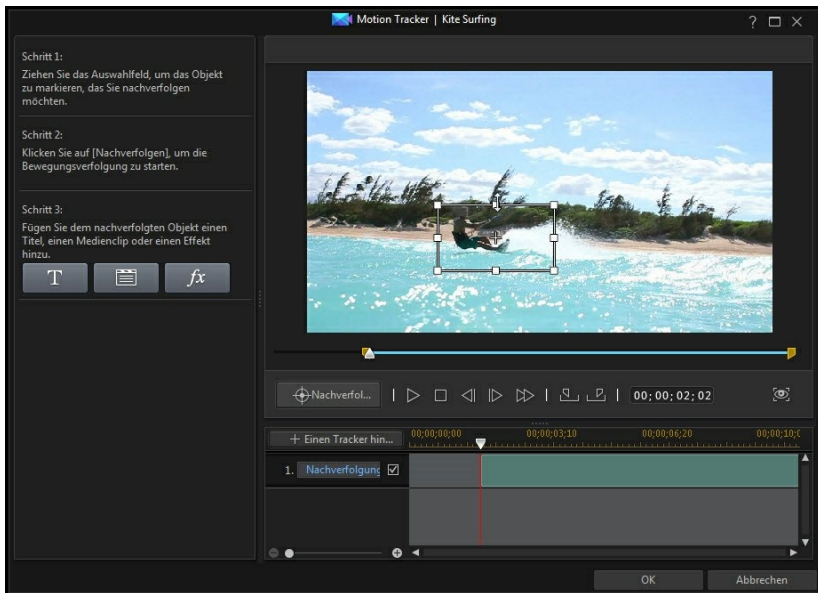 Motion Tracker | Kite Surfing
Schritt 1:
Ziehen Sie das Auswahlfeld, um das Objekt
zu markieren, das Sie nachverfolgen
möchten.
Schritt 2:
Klicken Sie auf [Nachverfolgen], um die
Bewegungsverfolgung zu starten.
Schritt 3:
Fügen Sie dem nachverfolgten Objekt einen
Titel, einen Medienclip oder einen Effekt
hinzu.
T
fx
Nachverfol...
00;00;02;02
+ Einen Tracker hin...
00;00;00;00 00;00;03;10 00;00;06;20 00;00;10;
1. Nachverfolgung
OK Abbrechen